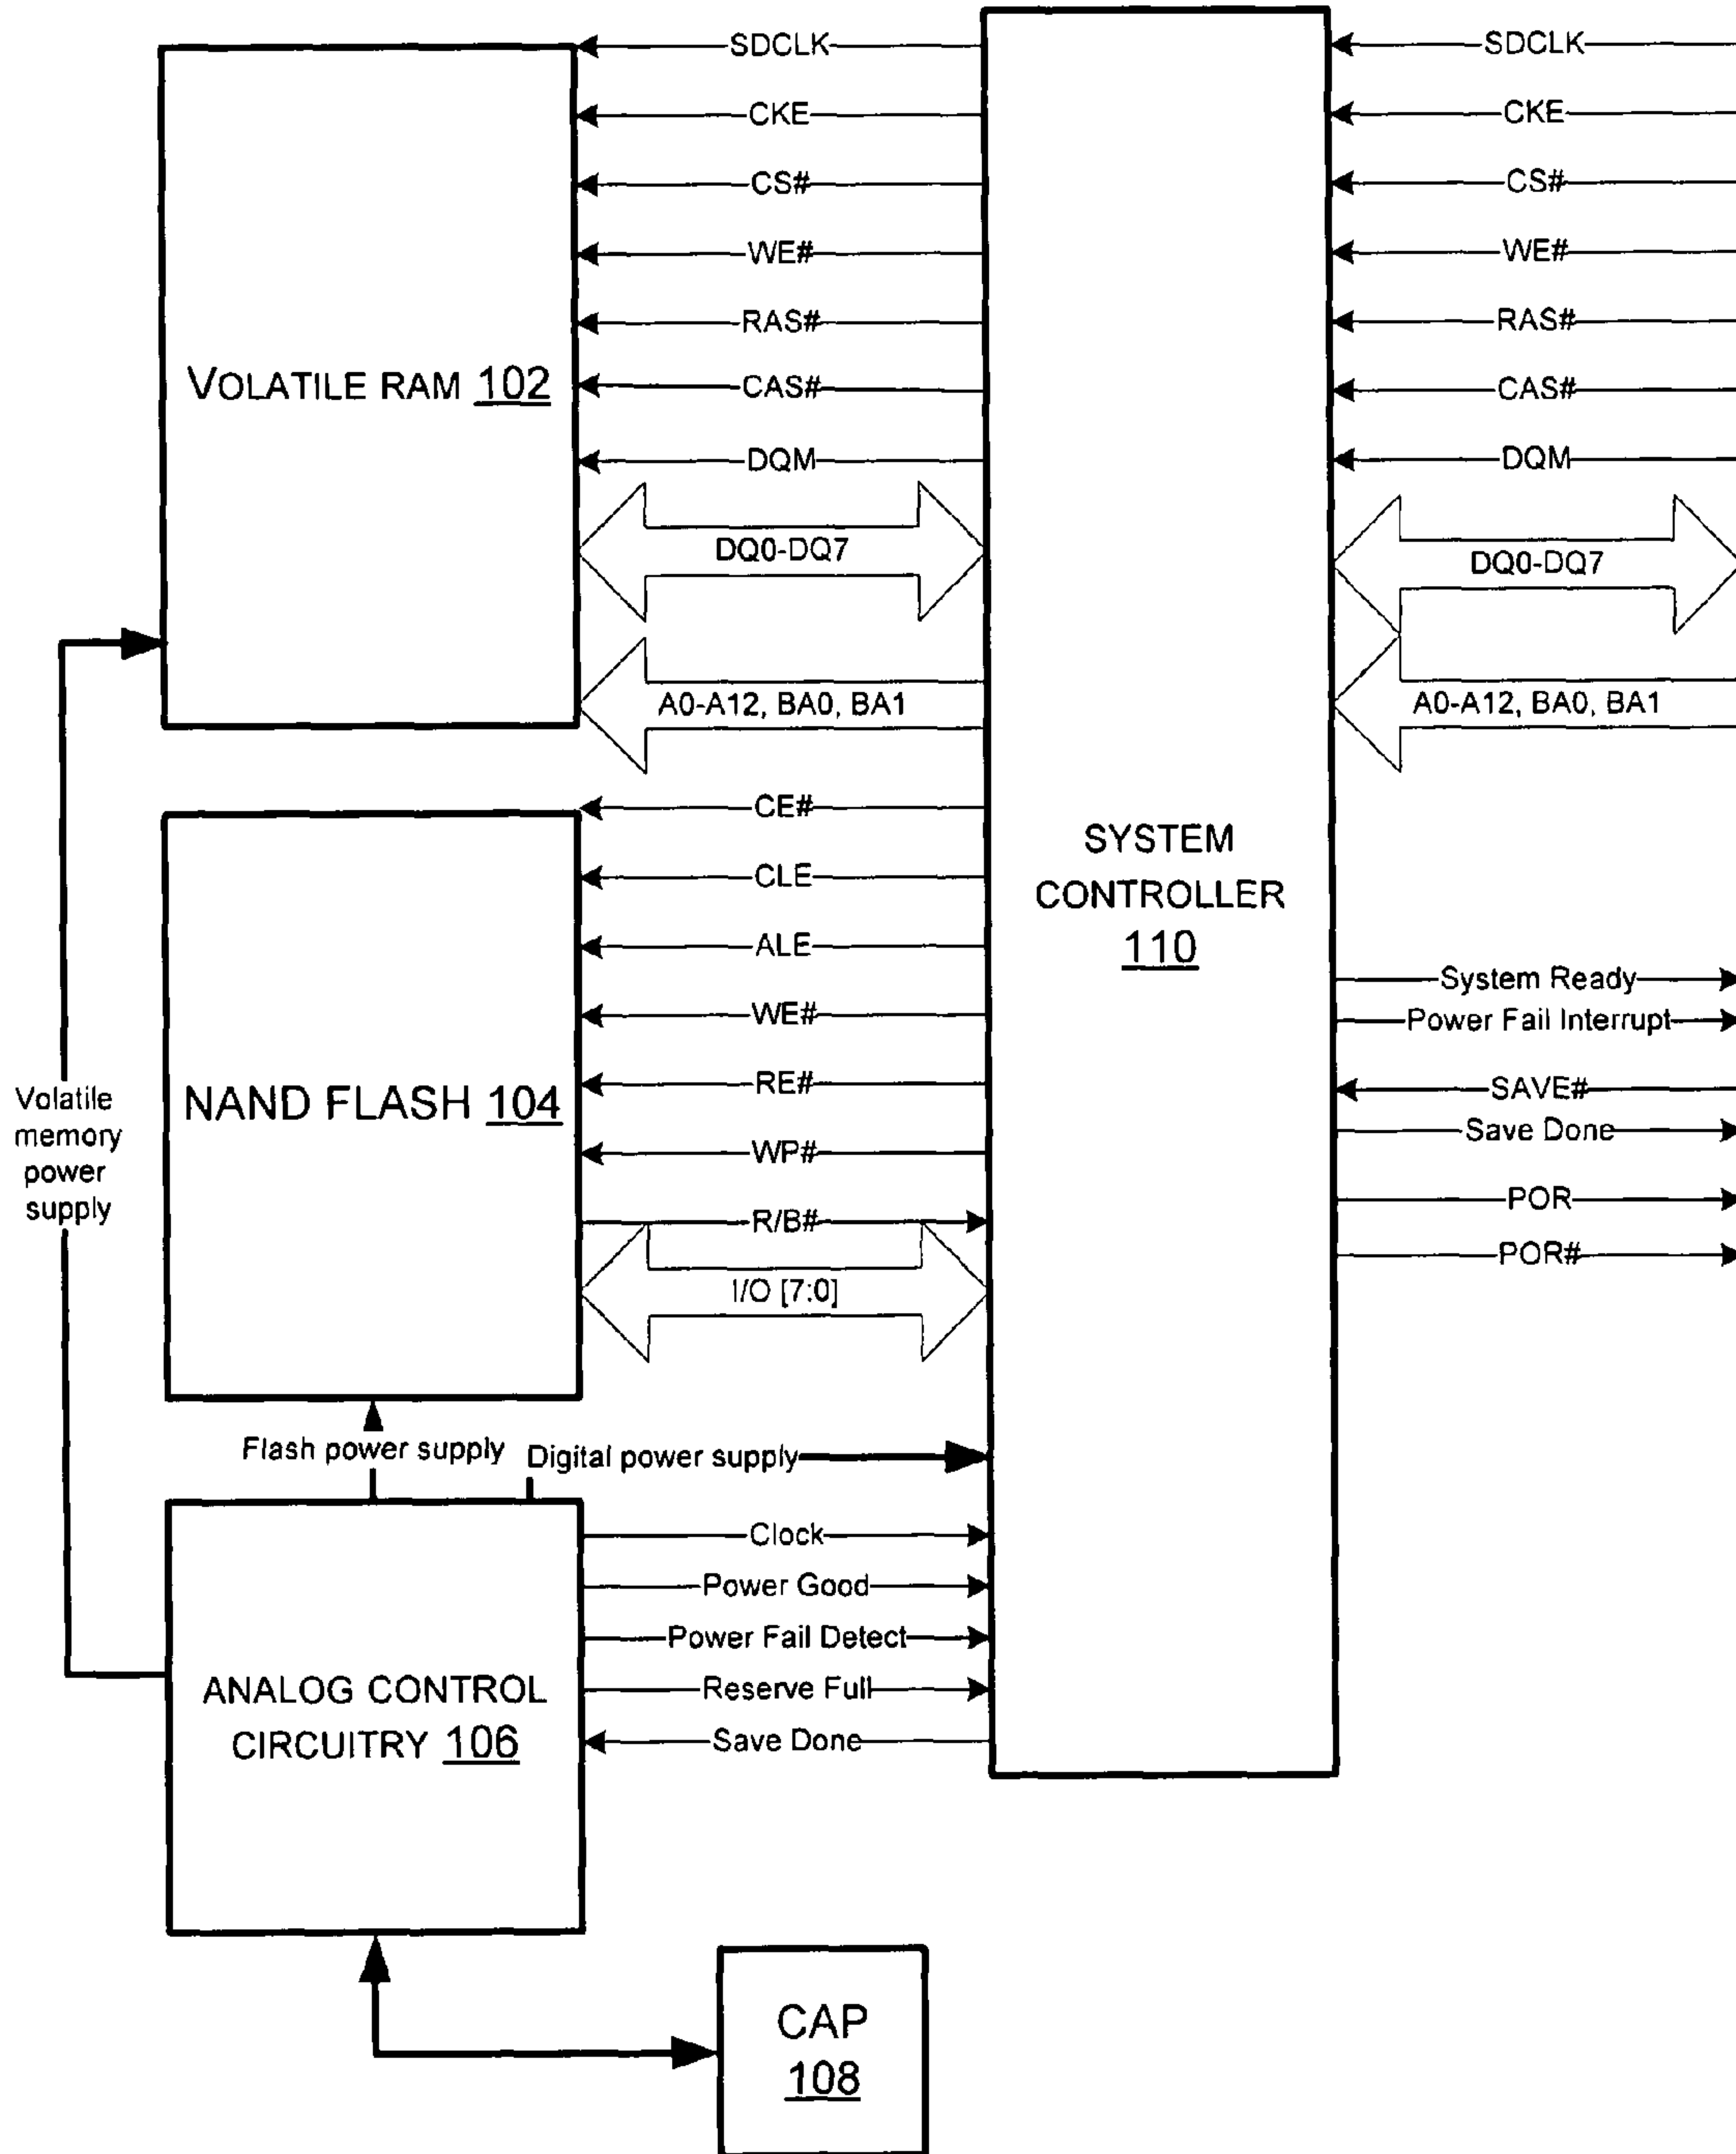 SDCLK
SDCLK
CKE
CKE
CS#
CS#
WE#
WE#
RAS#
RAS#
VOLATILE RAM 102
CAS#
CAS#
DQM
DQM
DQ0-DQ7
DQ0-DQ7
A0-A12, BA0, BA1
A0-A12, BA0, BA1
CE#
CLE
ALE
WE#
RE#
WP#
R/B#
I/O [7:0]
NAND FLASH 104
SYSTEM
CONTROLLER
110
System Ready
Power Fail Interrupt
SAVE#
Save Done
POR
POR#
Volatile
memory
power
supply
Flash power supply
Digital power supply
Clock
Power Good
Power Fail Detect
Reserve Full
Save Done
ANALOG CONTROL
CIRCUITRY 106
CAP
108